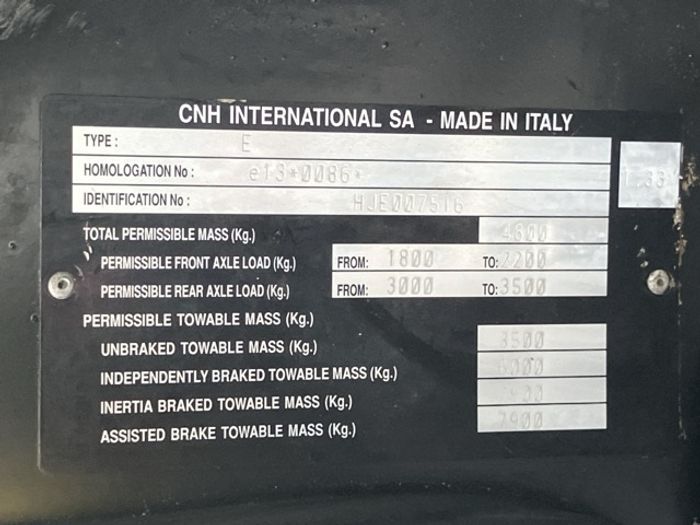 CNH INTERNATIONAL SA - MADE IN ITALY
TYPE: E
HOMOLOGATION No: e13*0086*
IDENTIFICATION No: HJE007516
TOTAL PERMISSIBLE MASS (Kg.) 4800
PERMISSIBLE FRONT AXLE LOAD (Kg.) FROM: 1800 TO: 2200
PERMISSIBLE REAR AXLE LOAD (Kg.) FROM: 3000 TO: 3500
PERMISSIBLE TOWABLE MASS (Kg.)
UNBRAKED TOWABLE MASS (Kg.) 3500
INDEPENDENTLY BRAKED TOWABLE MASS (Kg.) 6000
INERTIA BRAKED TOWABLE MASS (Kg.)
ASSISTED BRAKE TOWABLE MASS (Kg.) 7900